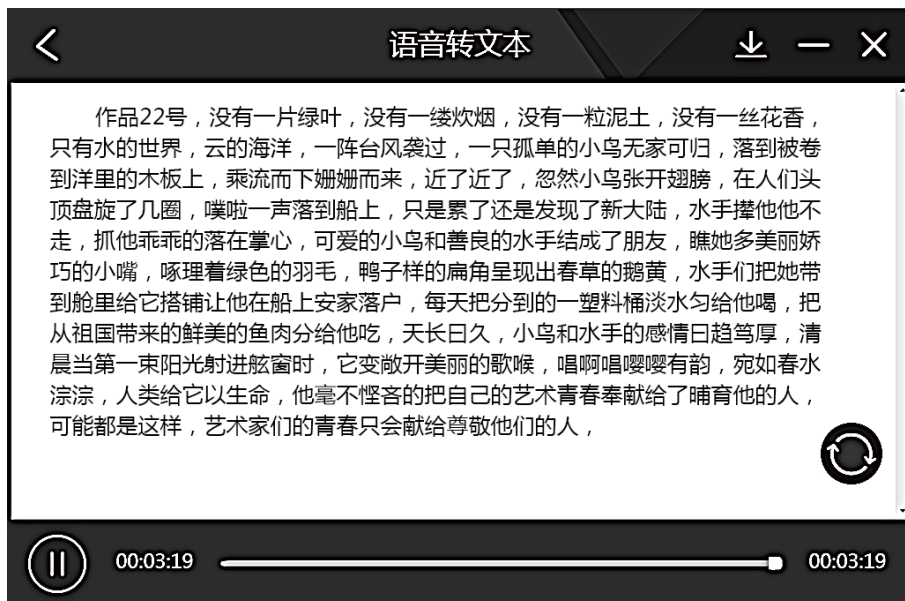 语音转文本
作品22号，没有一片绿叶，没有一缕炊烟，没有一粒泥土，没有一丝花香，
只有水的世界，云的海洋，一阵台风袭过，一只孤单的小鸟无家可归，落到被卷
到洋里的木板上，乘流而下姗姗而来，近了近了，忽然小鸟张开翅膀，在人们头
顶盘旋了几圈，噗啦一声落到船上，只是累了还是发现了新大陆，水手撵他他不
走，抓他乖乖的落在掌心，可爱的小鸟和善良的水手结成了朋友，瞧她多美丽娇
巧的小嘴，啄理着绿色的羽毛，鸭子样的扁角呈现出春草的鹅黄，水手们把她带
到舱里给它搭铺让他在船上安家落户，每天把分到的一塑料桶淡水匀给他喝，把
从祖国带来的鲜美的鱼肉分给他吃，天长日久，小鸟和水手的感情日趋笃厚，清
晨当第一束阳光射进舷窗时，它变敞开美丽的歌喉，唱啊唱嘤嘤有韵，宛如春水
淙淙，人类给它以生命，他毫不悭吝的把自己的艺术青春奉献给了哺育他的人，
可能都是这样，艺术家们的青春只会献给尊敬他们的人，
00:03:19 00:03:19